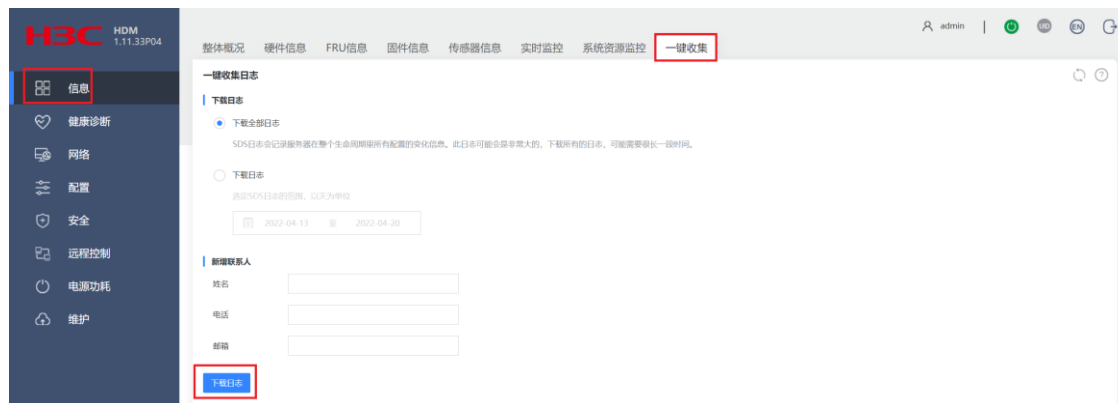 H3C HDM
1.11.33P04
admin | UID EN
整体概况 硬件信息 FRU信息 固件信息 传感器信息 实时监控 系统资源监控 一键收集
信息
健康诊断
网络
配置
安全
远程控制
电源功耗
维护
一键收集日志
下载日志
下载全部日志
SDS日志会记录服务器在整个生命周期里所有配置的变化信息。此日志可能会是非常大的，下载所有的日志，可能需要很长一段时间。
下载日志
选定SDS日志的范围，以天为单位
2022-04-13 至 2022-04-20
新增联系人
姓名
电话
邮箱
下载日志